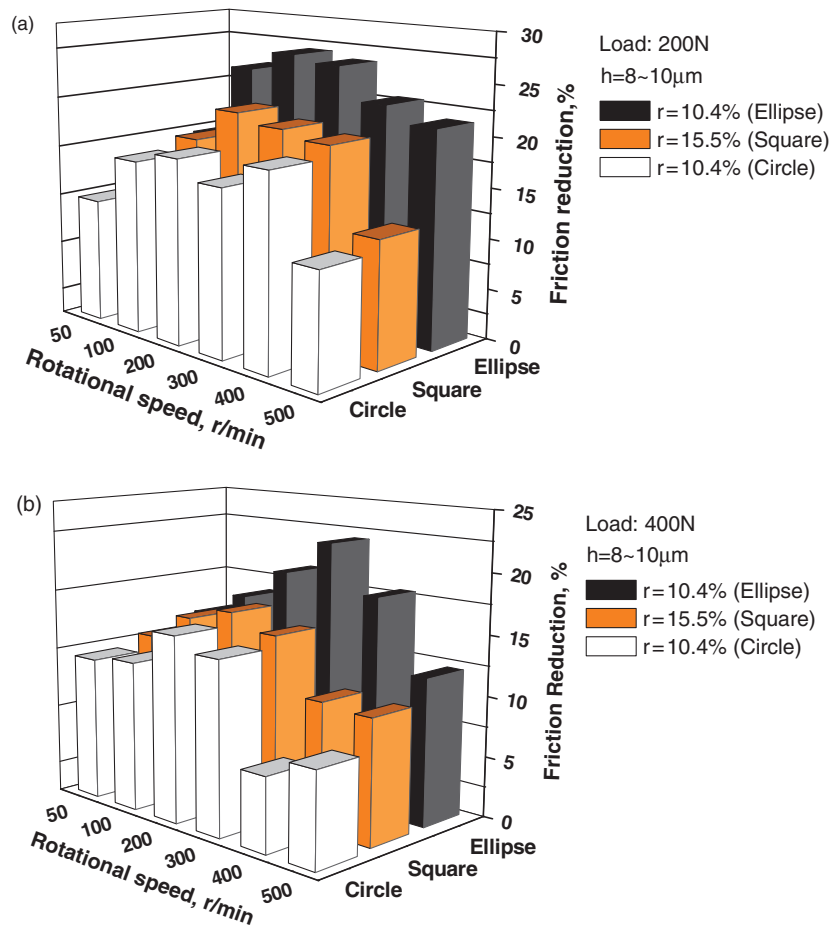 (a)
30
25
20
15
10
5
0
Friction reduction,%
Load: 200N
h=8~10μm
r=10.4% (Ellipse)
r=15.5% (Square)
r=10.4% (Circle)
50
100
200
300
400
500
Rotational speed, r/min
Circle
Square
Ellipse
(b)
25
20
15
10
5
0
Friction Reduction, %
Load: 400N
h=8~10μm
r=10.4% (Ellipse)
r=15.5% (Square)
r=10.4% (Circle)
50
100
200
300
400
500
Rotational speed, r/min
Circle
Square
Ellipse